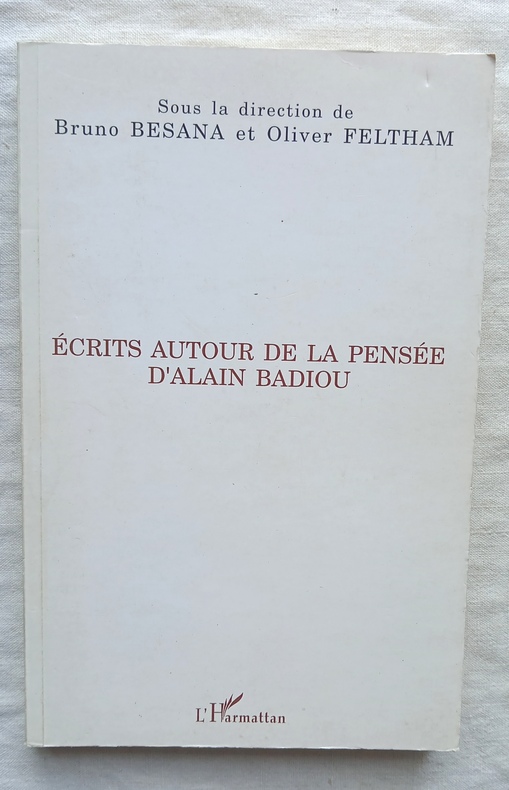 Sous la direction de
Bruno BESANA et Oliver FELTHAM
ÉCRITS AUTOUR DE LA PENSÉE
D'ALAIN BADIOU
L'Harmattan